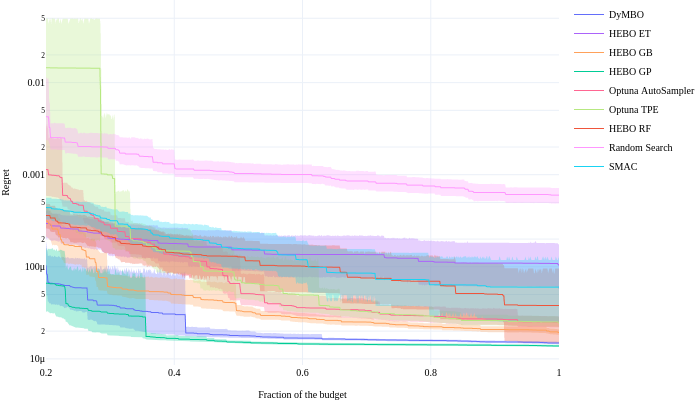 5
2
0.01
5
2
0.001
5
2
100μ
5
2
10μ
Regret
0.2
0.4
0.6
0.8
1
Fraction of the budget
DyMBO
HEBO ET
HEBO GB
HEBO GP
Optuna AutoSampler
Optuna TPE
HEBO RF
Random Search
SMAC